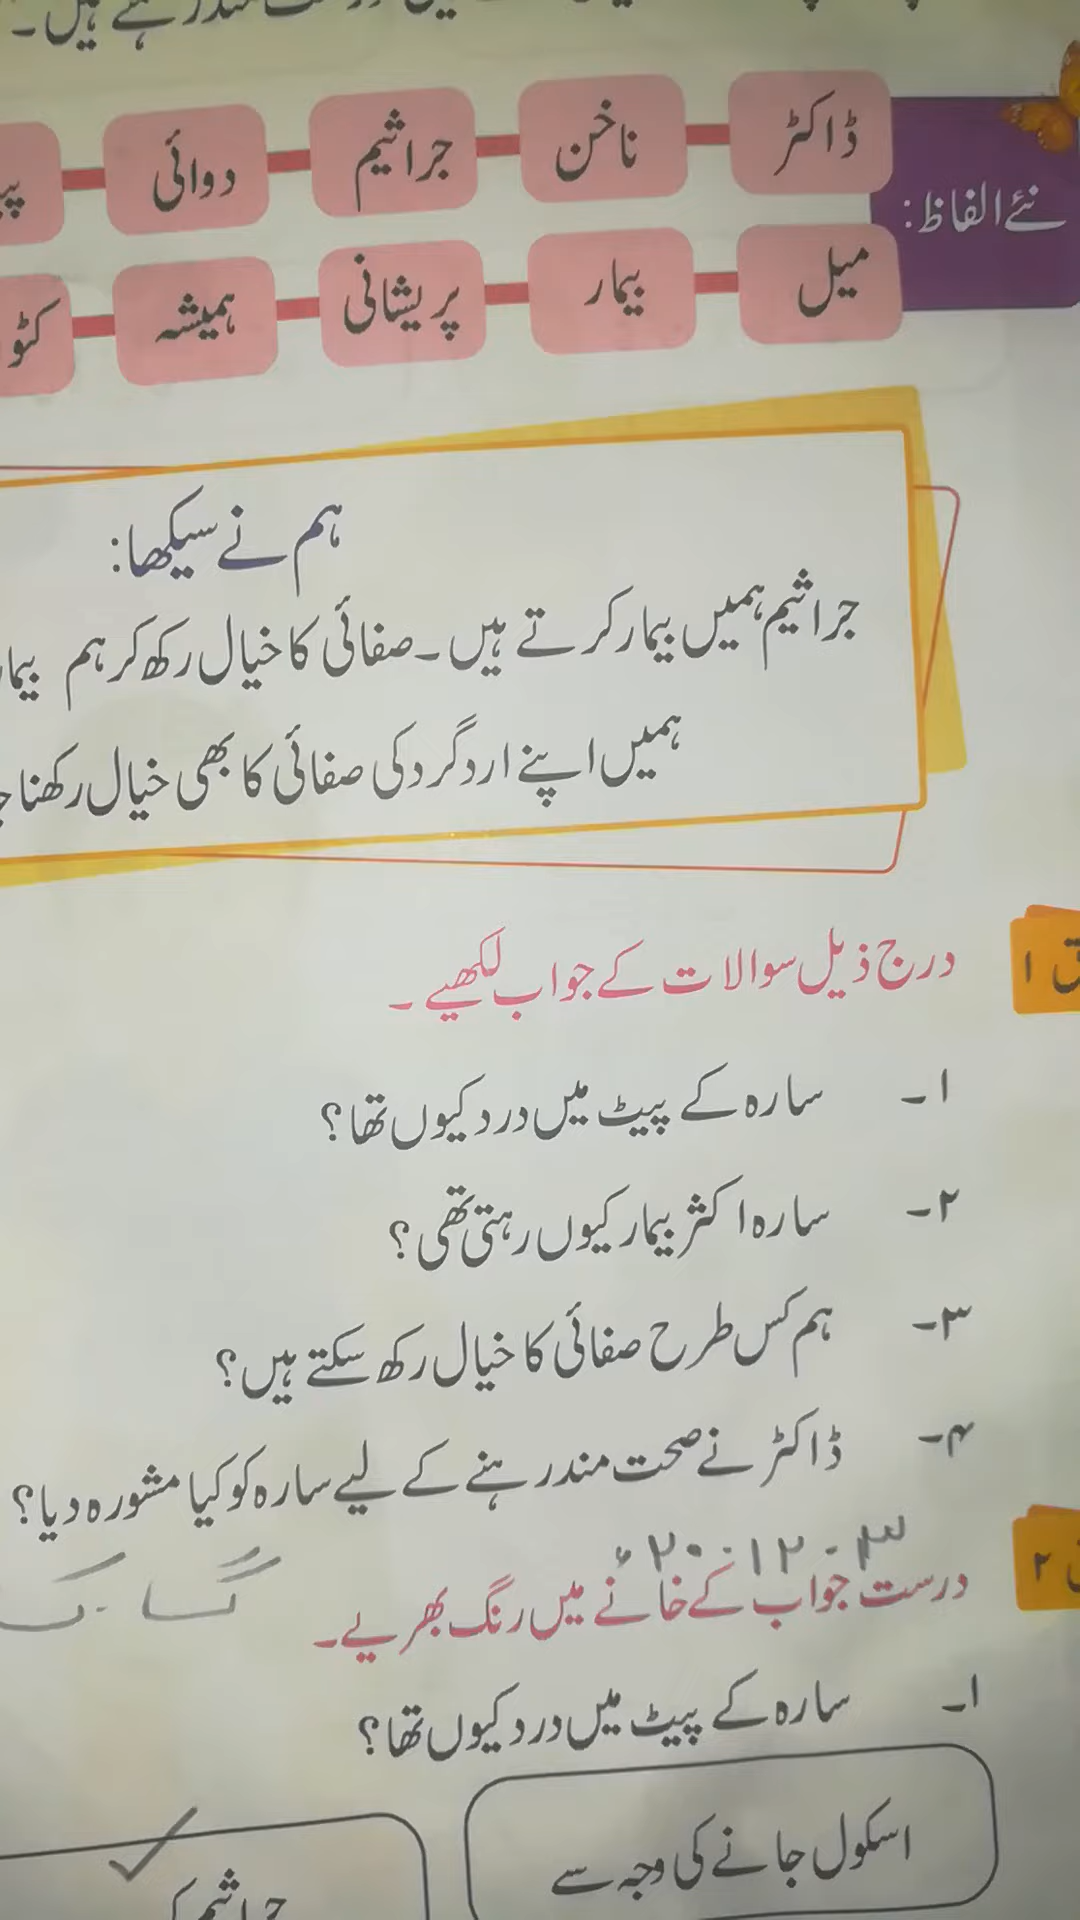 نئے الفاظ:
ڈاکٹر ناخن جراثیم دوائی
میل بیمار پریشانی ہمیشہ
ہم نے سیکھا:
جراثیم ہمیں بیمار کرتے ہیں۔ صفائی کا خیال رکھ کر ہم
ہمیں اپنے ارد گرد کی صفائی کا بھی خیال رکھنا
درج ذیل سوالات کے جواب لکھیے۔
۱۔ سارہ کے پیٹ میں درد کیوں تھا؟
۲۔ سارہ اکثر بیمار کیوں رہتی تھی؟
۳۔ ہم کس طرح صفائی کا خیال رکھ سکتے ہیں؟
۴۔ ڈاکٹر نے صحت مند رہنے کے لیے سارہ کو کیا مشورہ دیا؟
درست جواب کے خانے میں رنگ بھریے۔
۱۔ سارہ کے پیٹ میں درد کیوں تھا؟
اسکول جانے کی وجہ سے